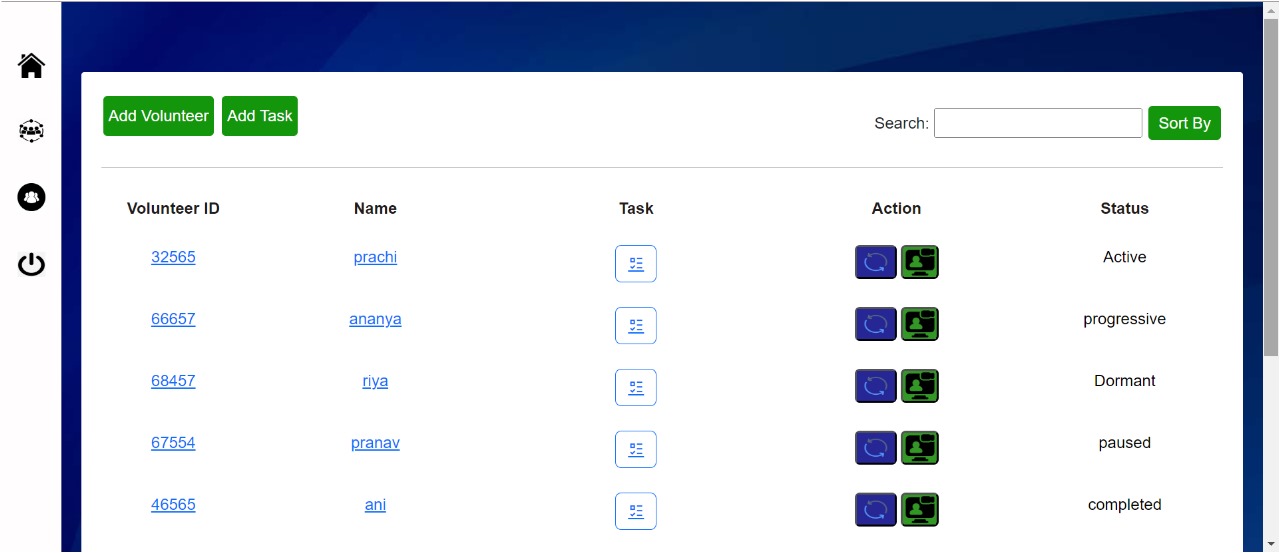 Add Volunteer Add Task Search: Sort By
Volunteer ID Name Task Action Status
32565 prachi Active
66657 ananya progressive
68457 riya Dormant
67554 pranav paused
46565 ani completed